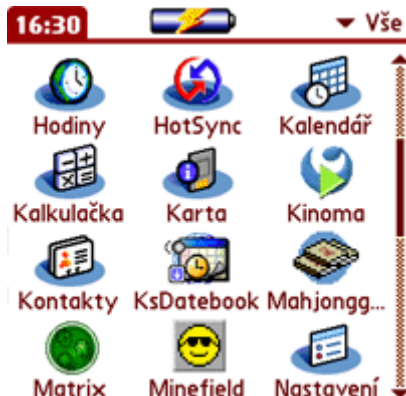 16:30 Vše
Hodiny HotSync Kalendář
Kalkulačka Karta Kinoma
Kontakty KsDatebook Mahjongg...
Matrix Minefield Nastavení